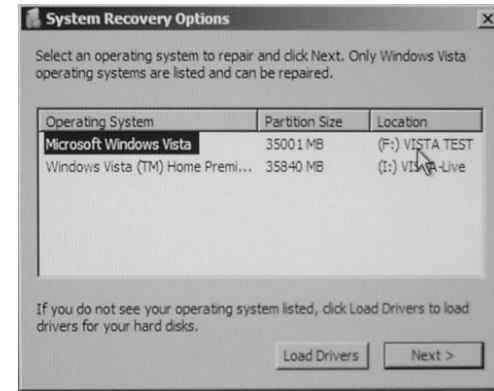 System Recovery Options
Select an operating system to repair and click Next. Only Windows Vista
operating systems are listed and can be repaired.
Operating System Partition Size Location
Microsoft Windows Vista 35001 MB (F:) VISTA TEST
Windows Vista (TM) Home Premi... 35840 MB (I:) VISTA-Live
If you do not see your operating system listed, click Load Drivers to load
drivers for your hard disks.
Load Drivers Next >